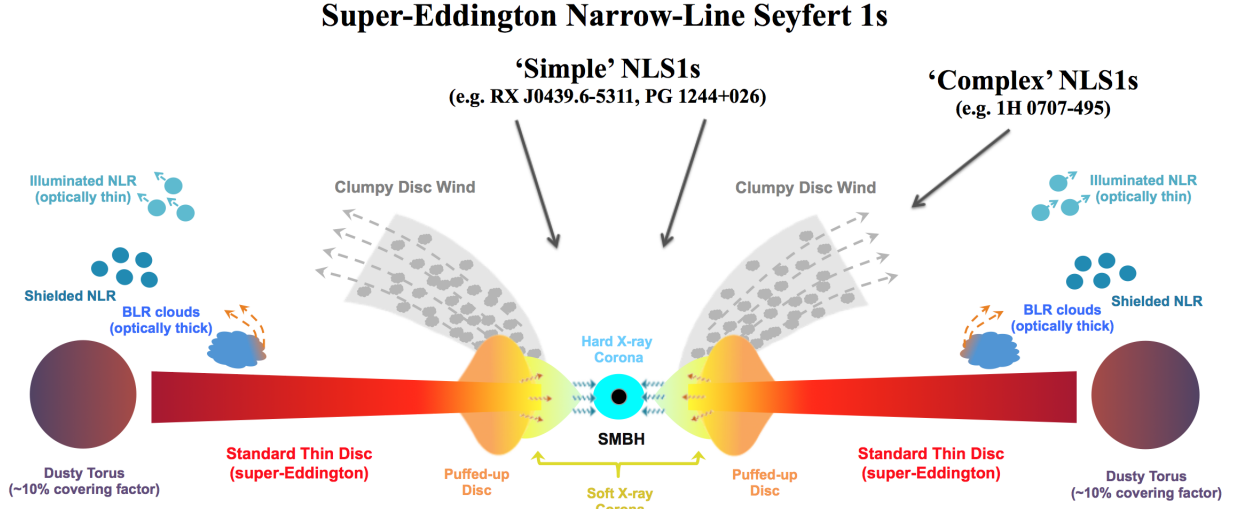 Super-Eddington Narrow-Line Seyfert 1s
‘Simple’ NLS1s
(e.g. RX J0439.6-5311, PG 1244+026)
‘Complex’ NLS1s
(e.g. 1H 0707-495)
Illuminated NLR
(optically thin)
Clumpy Disc Wind
Clumpy Disc Wind
Illuminated NLR
(optically thin)
Shielded NLR
Shielded NLR
BLR clouds
(optically thick)
BLR clouds
(optically thick)
Hard X-ray
Corona
SMBH
Standard Thin Disc
(super-Eddington)
Standard Thin Disc
(super-Eddington)
Dusty Torus
(~10% covering factor)
Puffed-up
Disc
Soft X-ray
Corona
Puffed-up
Disc
Dusty Torus
(~10% covering factor)